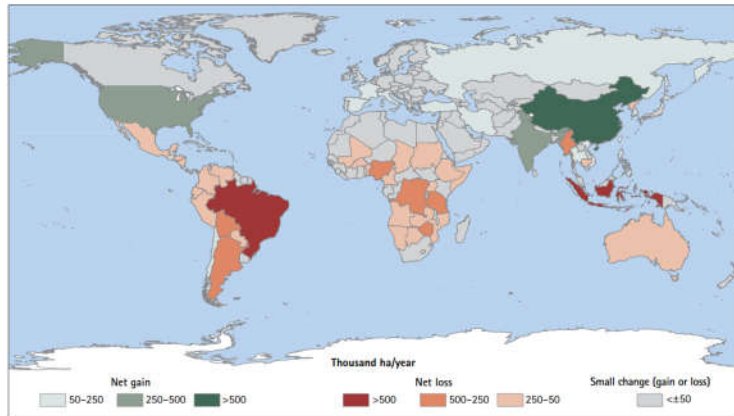 Thousand ha/year
Net gain
Net loss
Small change (gain or loss)
50–250
250–500
>500
>500
500–250
250–50
<±50